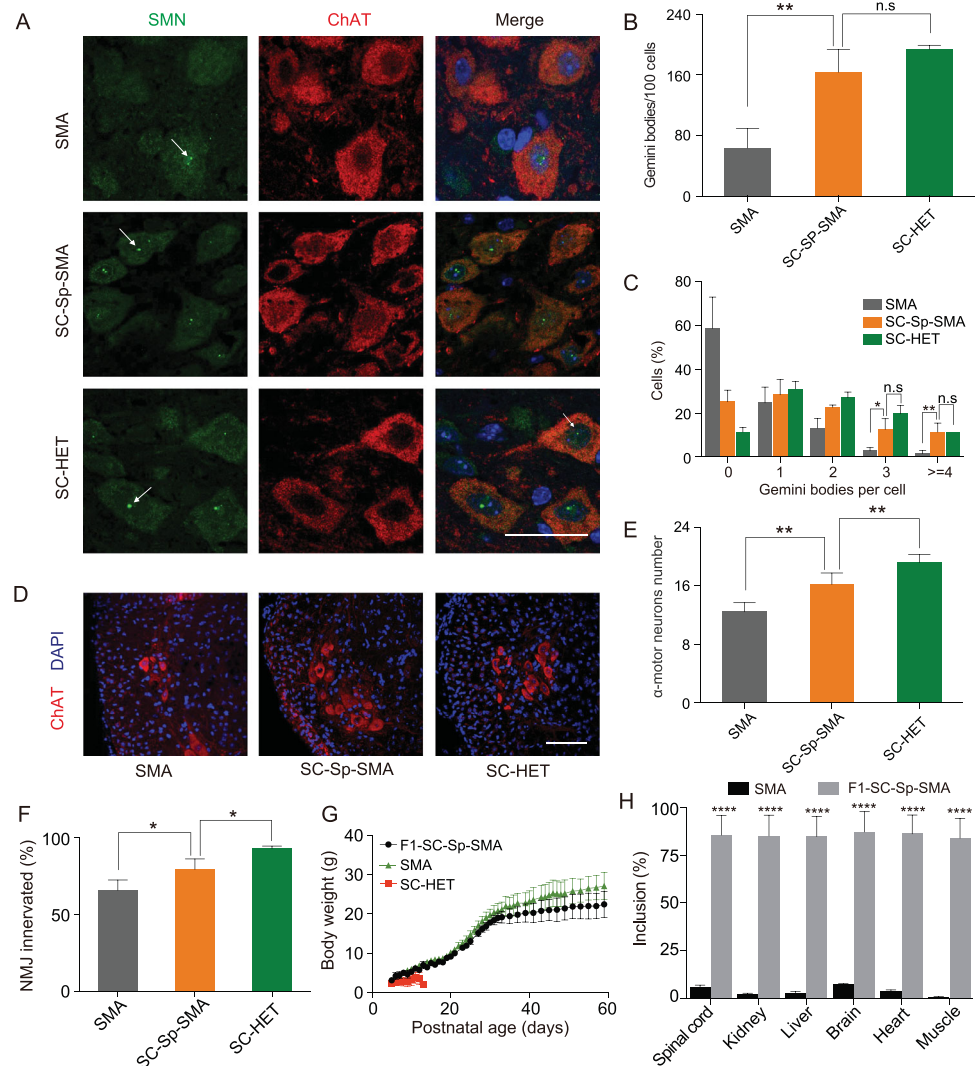 A
SMN
ChAT
Merge
SMA
SC-Sp-SMA
SC-HET
B
Gemini bodies/100 cells
240
160
80
0
**
n.s
SMA
SC-SP-SMA
SC-HET
C
Cells (%)
80
60
40
20
0
SMA
SC-Sp-SMA
SC-HET
*
n.s
**
n.s
0
1
2
3
>=4
Gemini bodies per cell
D
ChAT DAPI
SMA
SC-Sp-SMA
SC-HET
E
α-motor neurons number
24
16
8
0
**
**
SMA
SC-Sp-SMA
SC-HET
F
NMJ innervated (%)
100
50
0
*
*
SMA
SC-Sp-SMA
SC-HET
G
Body weight (g)
40
30
20
10
0
F1-SC-Sp-SMA
SMA
SC-HET
0
20
40
60
Postnatal age (days)
H
SMA
F1-SC-Sp-SMA
Inclusion (%)
100
75
50
25
0
****
****
****
****
****
****
Spinal cord
Kidney
Liver
Brain
Heart
Muscle